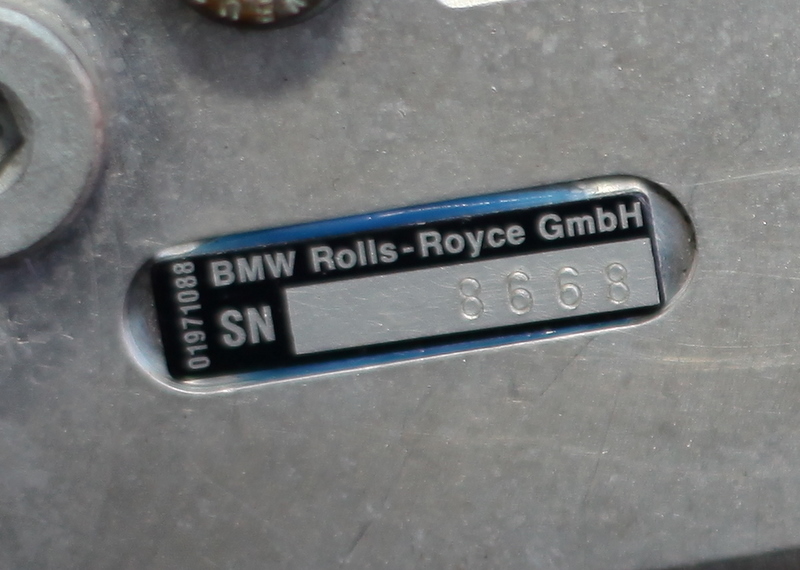 BMW Rolls-Royce GmbH
SN 8668
01971088